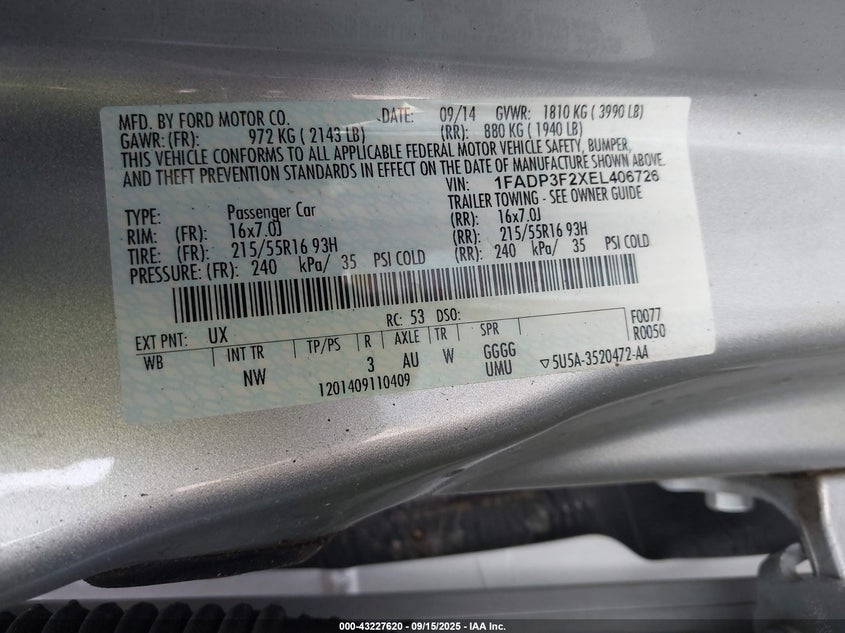 MFD. BY FORD MOTOR CO. DATE: 09/14 GVWR: 1810 KG ( 3990 LB)
GAWR: (FR): 972 KG ( 2143 LB) (RR): 880 KG ( 1940 LB)
THIS VEHICLE CONFORMS TO ALL APPLICABLE FEDERAL MOTOR VEHICLE SAFETY, BUMPER,
AND THEFT PREVENTION STANDARDS IN EFFECT ON THE DATE OF MANUFACTURE SHOWN ABOVE.
VIN: 1FADP3F2XEL406726
TYPE: Passenger Car TRAILER TOWING - SEE OWNER GUIDE
RIM: (FR): 16x7.0J (RR): 16x7.0J
TIRE: (FR): 215/55R16 93H (RR): 215/55R16 93H
PRESSURE: (FR): 240 kPa/ 35 PSI COLD (RR): 240 kPa/ 35 PSI COLD
EXT PNT: UX RC: 53 DSO: F0077
WB INT TR TP/PS R AXLE TR SPR R0050
NW 3 AU W GGGG
UMU ▽5U5A-3520472-AA
1201409110409
000-43227620 - 09/15/2025 - IAA Inc.